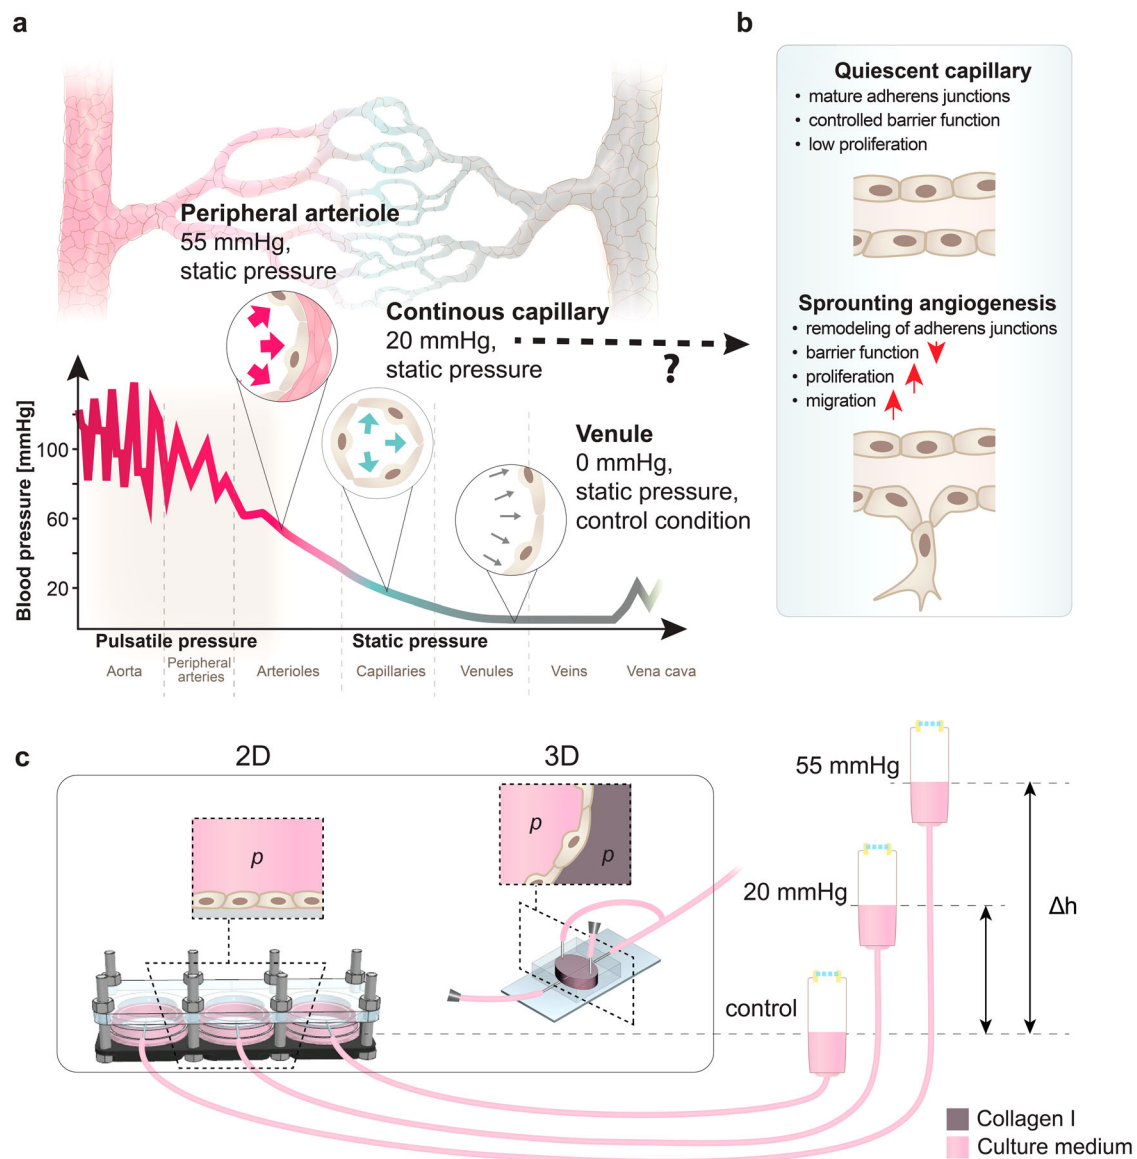 a
Peripheral arteriole
55 mmHg,
static pressure
Continous capillary
20 mmHg,
static pressure
?
Venule
0 mmHg,
static pressure,
control condition
Blood pressure [mmHg]
100
60
20
Pulsatile pressure
Static pressure
Aorta
Peripheral
arteries
Arterioles
Capillaries
Venules
Veins
Vena cava
b
Quiescent capillary
• mature adherens junctions
• controlled barrier function
• low proliferation
Sprounting angiogenesis
• remodeling of adherens junctions
• barrier function
• proliferation
• migration
c
2D
3D
p
p
p
55 mmHg
20 mmHg
control
Δh
Collagen I
Culture medium